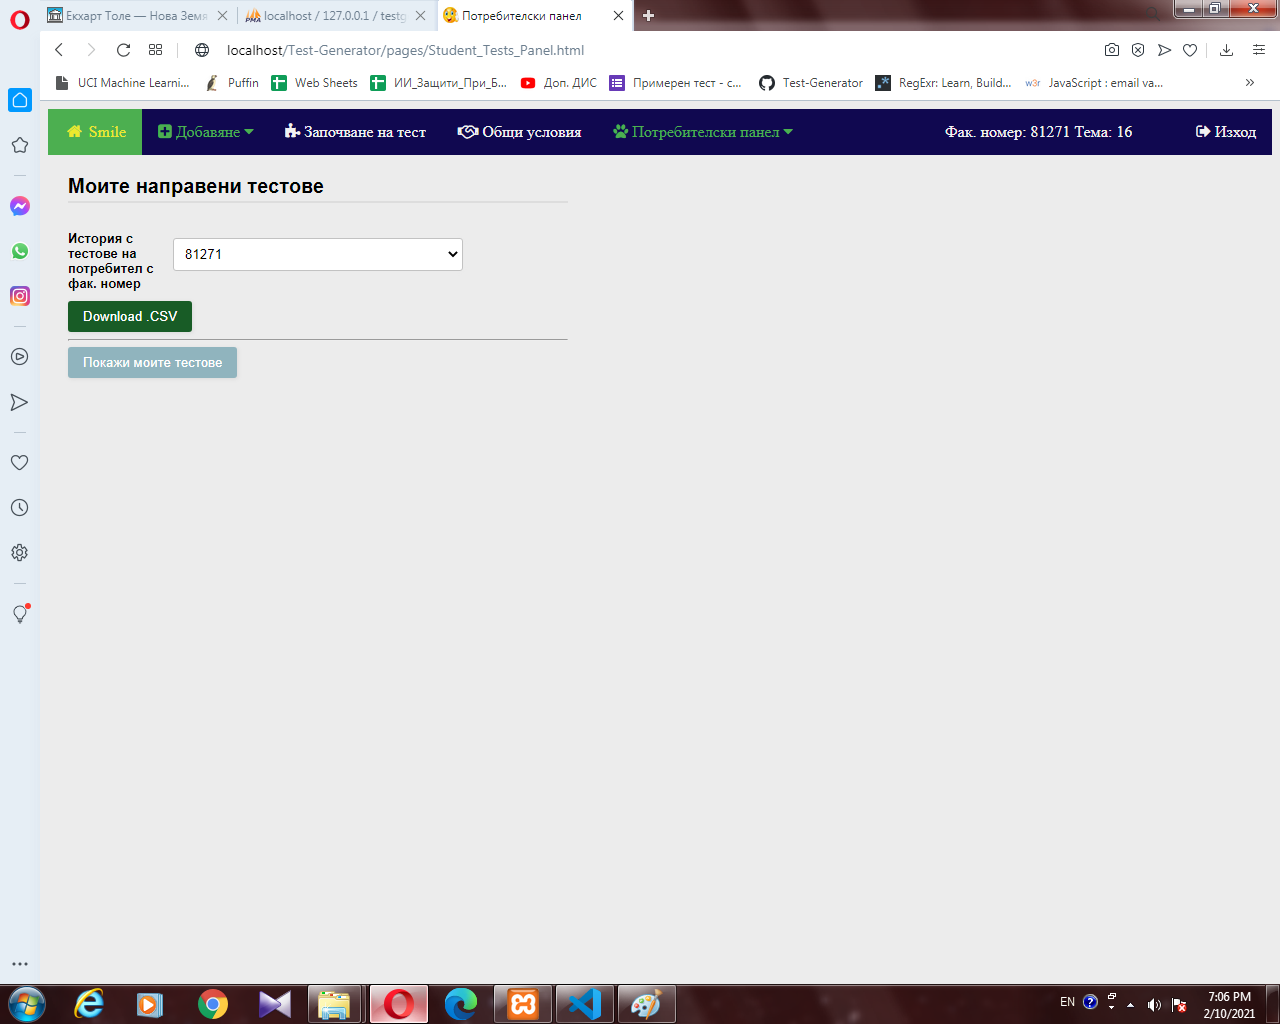 Екхарт Толе — Нова Земя
localhost / 127.0.0.1 / testg
Потребителски панел
localhost/Test-Generator/pages/Student_Tests_Panel.html
UCI Machine Learni...
Puffin
Web Sheets
ИИ_Защити_При_Б...
Доп. ДИС
Примерен тест - с...
Test-Generator
RegExr: Learn, Build...
w3r
JavaScript : email va...
Smile
Добавяне
Започване на тест
Общи условия
Потребителски панел
Фак. номер: 81271 Тема: 16
Изход
Моите направени тестове
История с
тестове на
потребител с
фак. номер
81271
Download .CSV
Покажи моите тестове
EN
7:06 PM
2/10/2021